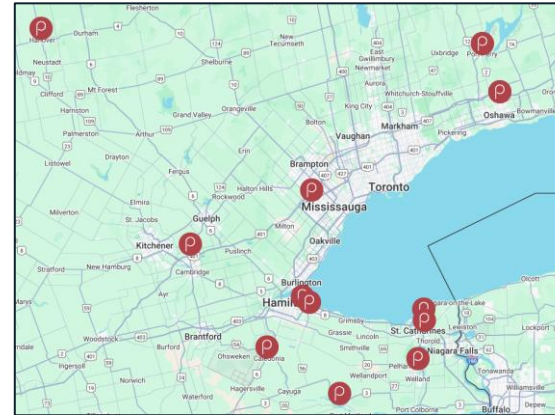 Flesherton
Durham
Neustadt
Clifford
Mt Forest
Harriston
Palmerston
Listowel
Drayton
Arthur
Shelburne
Grand Valley
Orangeville
New
Tecumseth
Bolton
Erin
Fergus
Elmira
St. Jacobs
Guelph
Rockwood
Halton Hills
Brampton
Vaughan
Markham
King City
East
Gwillimbury
Newmarket
Aurora
Whitchurch-Stouffville
Uxbridge
Pickering
Oshawa
Bowmanville
Toronto
Mississauga
Milton
Oakville
Burlington
Kitchener
Cambridge
Puslinch
Milverton
Stratford
New Hamburg
Ayr
Woodstock
Ingersoll
Norwich
Burford
Brantford
Ohsweken
Caledonia
Hagersville
Waterford
Cayuga
Grimsby
Grassie
Lincoln
Smithville
Wellandport
St. Catharines
Thorold
Niagara Falls
Welland
Port Colborne
Lewiston
Lockport
Olcott
Tonawanda
Williamsville
Buffalo
Depew